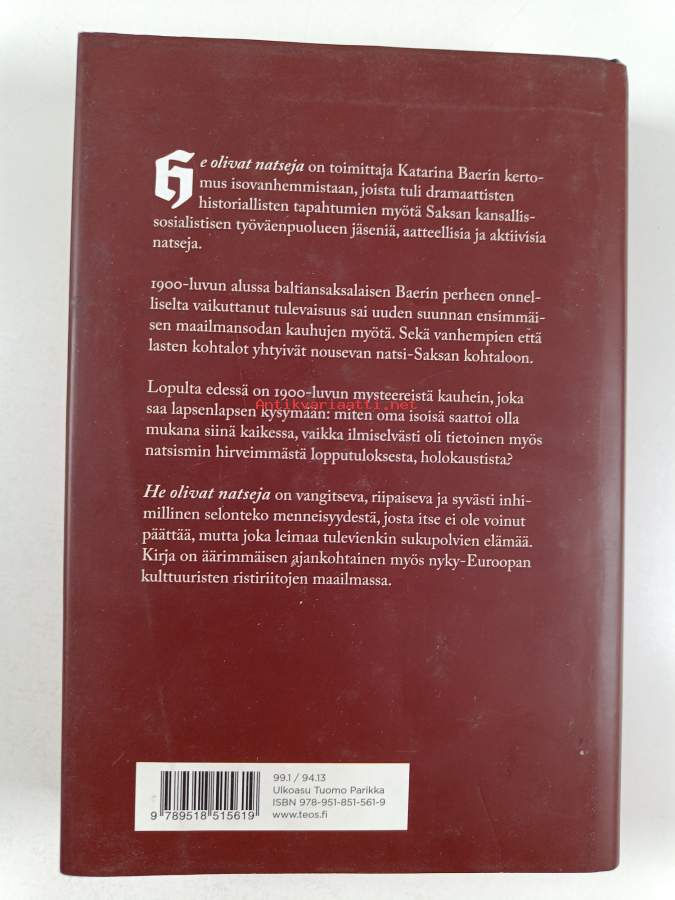 He olivat natseja on toimittaja Katarina Baerin kerto-
mus isovanhemmistaan, joista tuli dramaattisten
historiallisten tapahtumien myötä Saksan kansallis-
sosialistisen työväenpuolueen jäseniä, aatteellisia ja aktiivisia
natseja.
1900-luvun alussa baltiansaksalaisen Baerin perheen onnel-
liselta vaikuttanut tulevaisuus sai uuden suunnan ensimmäi-
sen maailmansodan kauhujen myötä. Sekä vanhempien että
lasten kohtalot yhtyivät nousevan natsi-Saksan kohtaloon.
Lopulta edessä on 1900-luvun mysteereistä kauhein, joka
saa lapsenlapsen kysymään: miten oma isoisä saattoi olla
Antikvariaatti.net
mukana siinä kaikessa, vaikka ilmiselvästi oli tietoinen myös
natsismin hirveimmästä lopputuloksesta, holokaustista?
He olivat natseja on vangitseva, riipaiseva ja syvästi inhi-
millinen selonteko menneisyydestä, josta itse ei ole voinut
päättää, mutta joka leimaa tulevienkin sukupolvien elämää.
Kirja on äärimmäisen ajankohtainen myös nyky-Euroopan
kulttuuristen ristiriitojen maailmassa.
99.1 / 94.13
Ulkoasu Tuomo Parikka
ISBN 978-951-851-561-9
www.teos.fi
9 789518 515619